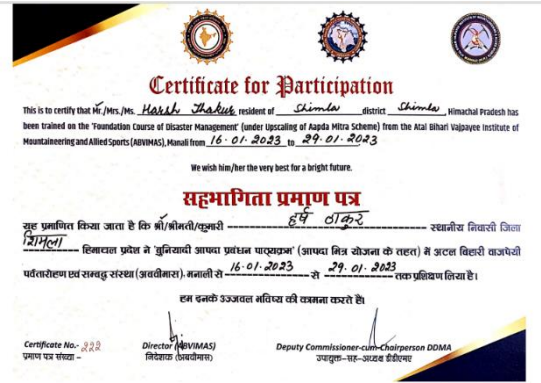 Certificate for Participation
This is to certify that Mr./Mrs./Ms. Harsh Thakur resident of Shimla district Shimla, Himachal Pradesh has
been trained on the 'Foundation Course of Disaster Management' (under Upscaling of Aapda Mitra Scheme) from the Atal Bihari Vajpayee Institute of
Mountaineering and Allied Sports (ABVIMAS), Manali from 16.01.2023 to 29.01.2023
We wish him/her the very best for a bright future.
सहभागिता प्रमाण पत्र
यह प्रमाणित किया जाता है कि श्री/श्रीमती/कुमारी हर्ष ठाकुर स्थानीय निवासी जिला
शिमला हिमाचल प्रदेश ने 'बुनियादी आपदा प्रबंधन पाठ्यक्रम' (आपदा मित्र योजना के तहत) में अटल बिहारी वाजपेयी
पर्वतारोहण एवं सम्बद्ध संस्था (अबवीमास), मनाली से 16.01.2023 से 29.01.2023 तक प्रशिक्षण लिया है।
हम इनके उज्जवल भविष्य की कामना करते हैं।
Certificate No.- 222
प्रमाण पत्र संख्या –
Director (ABVIMAS)
निदेशक (अबवीमास)
Deputy Commissioner-cum-Chairperson DDMA
उपायुक्त-सह-अध्यक्ष डीडीएमए